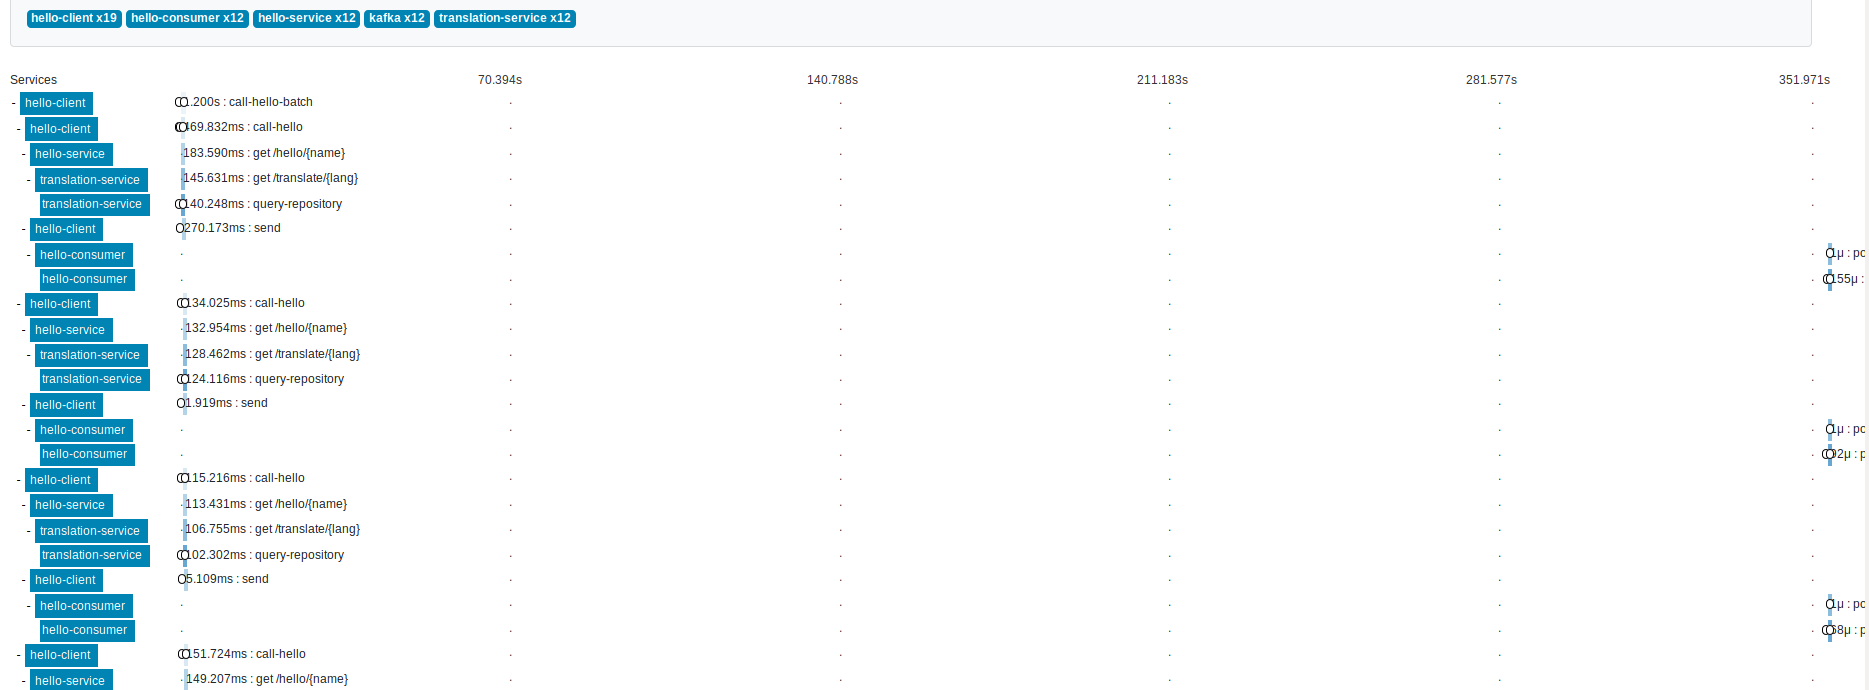 hello-client x19 hello-consumer x12 hello-service x12 kafka x12 translation-service x12
Services 70.394s 140.788s 211.183s 281.577s 351.971s
- hello-client 1.200s : call-hello-batch
- hello-client 469.832ms : call-hello
- hello-service 183.590ms : get /hello/{name}
- translation-service 145.631ms : get /translate/{lang}
translation-service 140.248ms : query-repository
- hello-client 270.173ms : send
- hello-consumer 1μ :
hello-consumer 155μ :
- hello-client 134.025ms : call-hello
- hello-service 132.954ms : get /hello/{name}
- translation-service 128.462ms : get /translate/{lang}
translation-service 124.116ms : query-repository
- hello-client 1.919ms : send
- hello-consumer 1μ :
hello-consumer 92μ :
- hello-client 115.216ms : call-hello
- hello-service 113.431ms : get /hello/{name}
- translation-service 106.755ms : get /translate/{lang}
translation-service 102.302ms : query-repository
- hello-client 5.109ms : send
- hello-consumer 1μ :
hello-consumer 68μ :
- hello-client 151.724ms : call-hello
- hello-service 149.207ms : get /hello/{name}